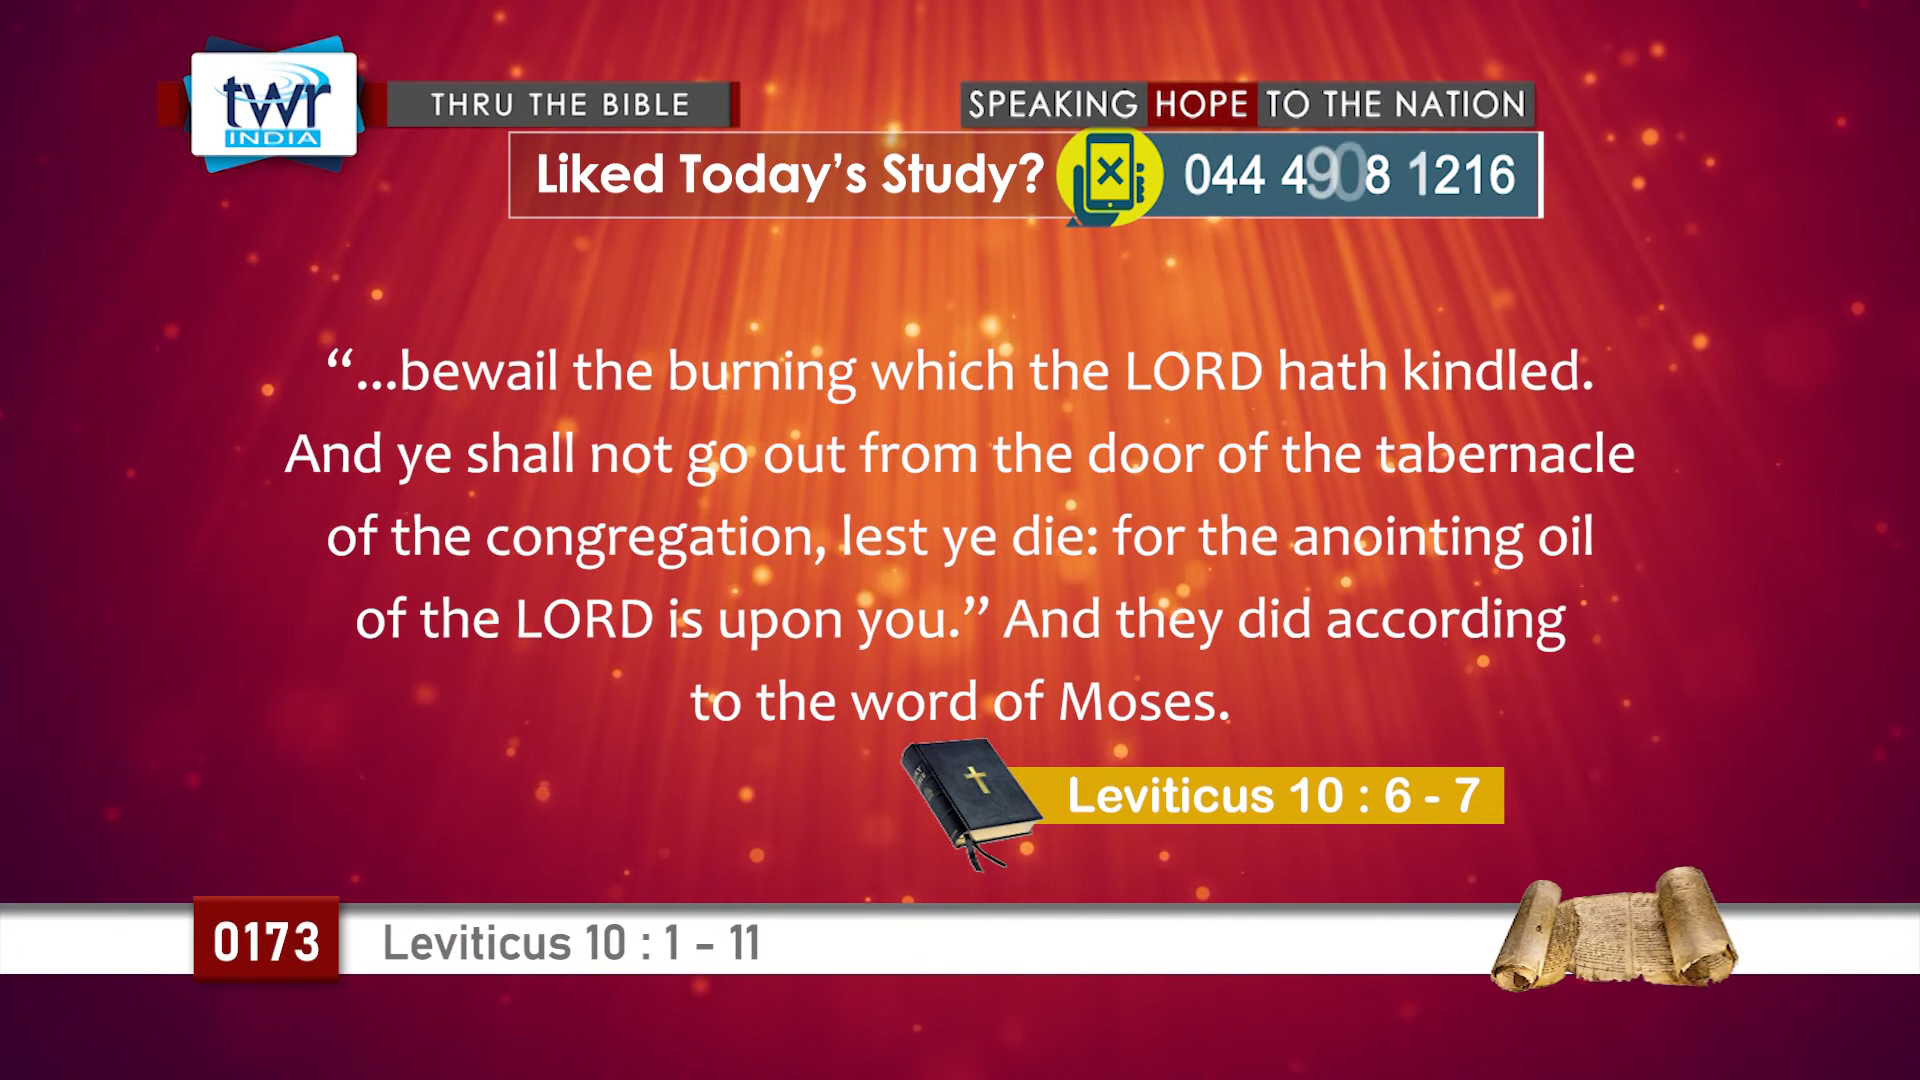 twr
INDIA
THRU THE BIBLE
SPEAKING HOPE TO THE NATION
Liked Today’s Study?
044 4908 1216
“...bewail the burning which the LORD hath kindled.
And ye shall not go out from the door of the tabernacle
of the congregation, lest ye die: for the anointing oil
of the LORD is upon you.” And they did according
to the word of Moses.
Leviticus 10 : 6 - 7
0173
Leviticus 10 : 1 - 11